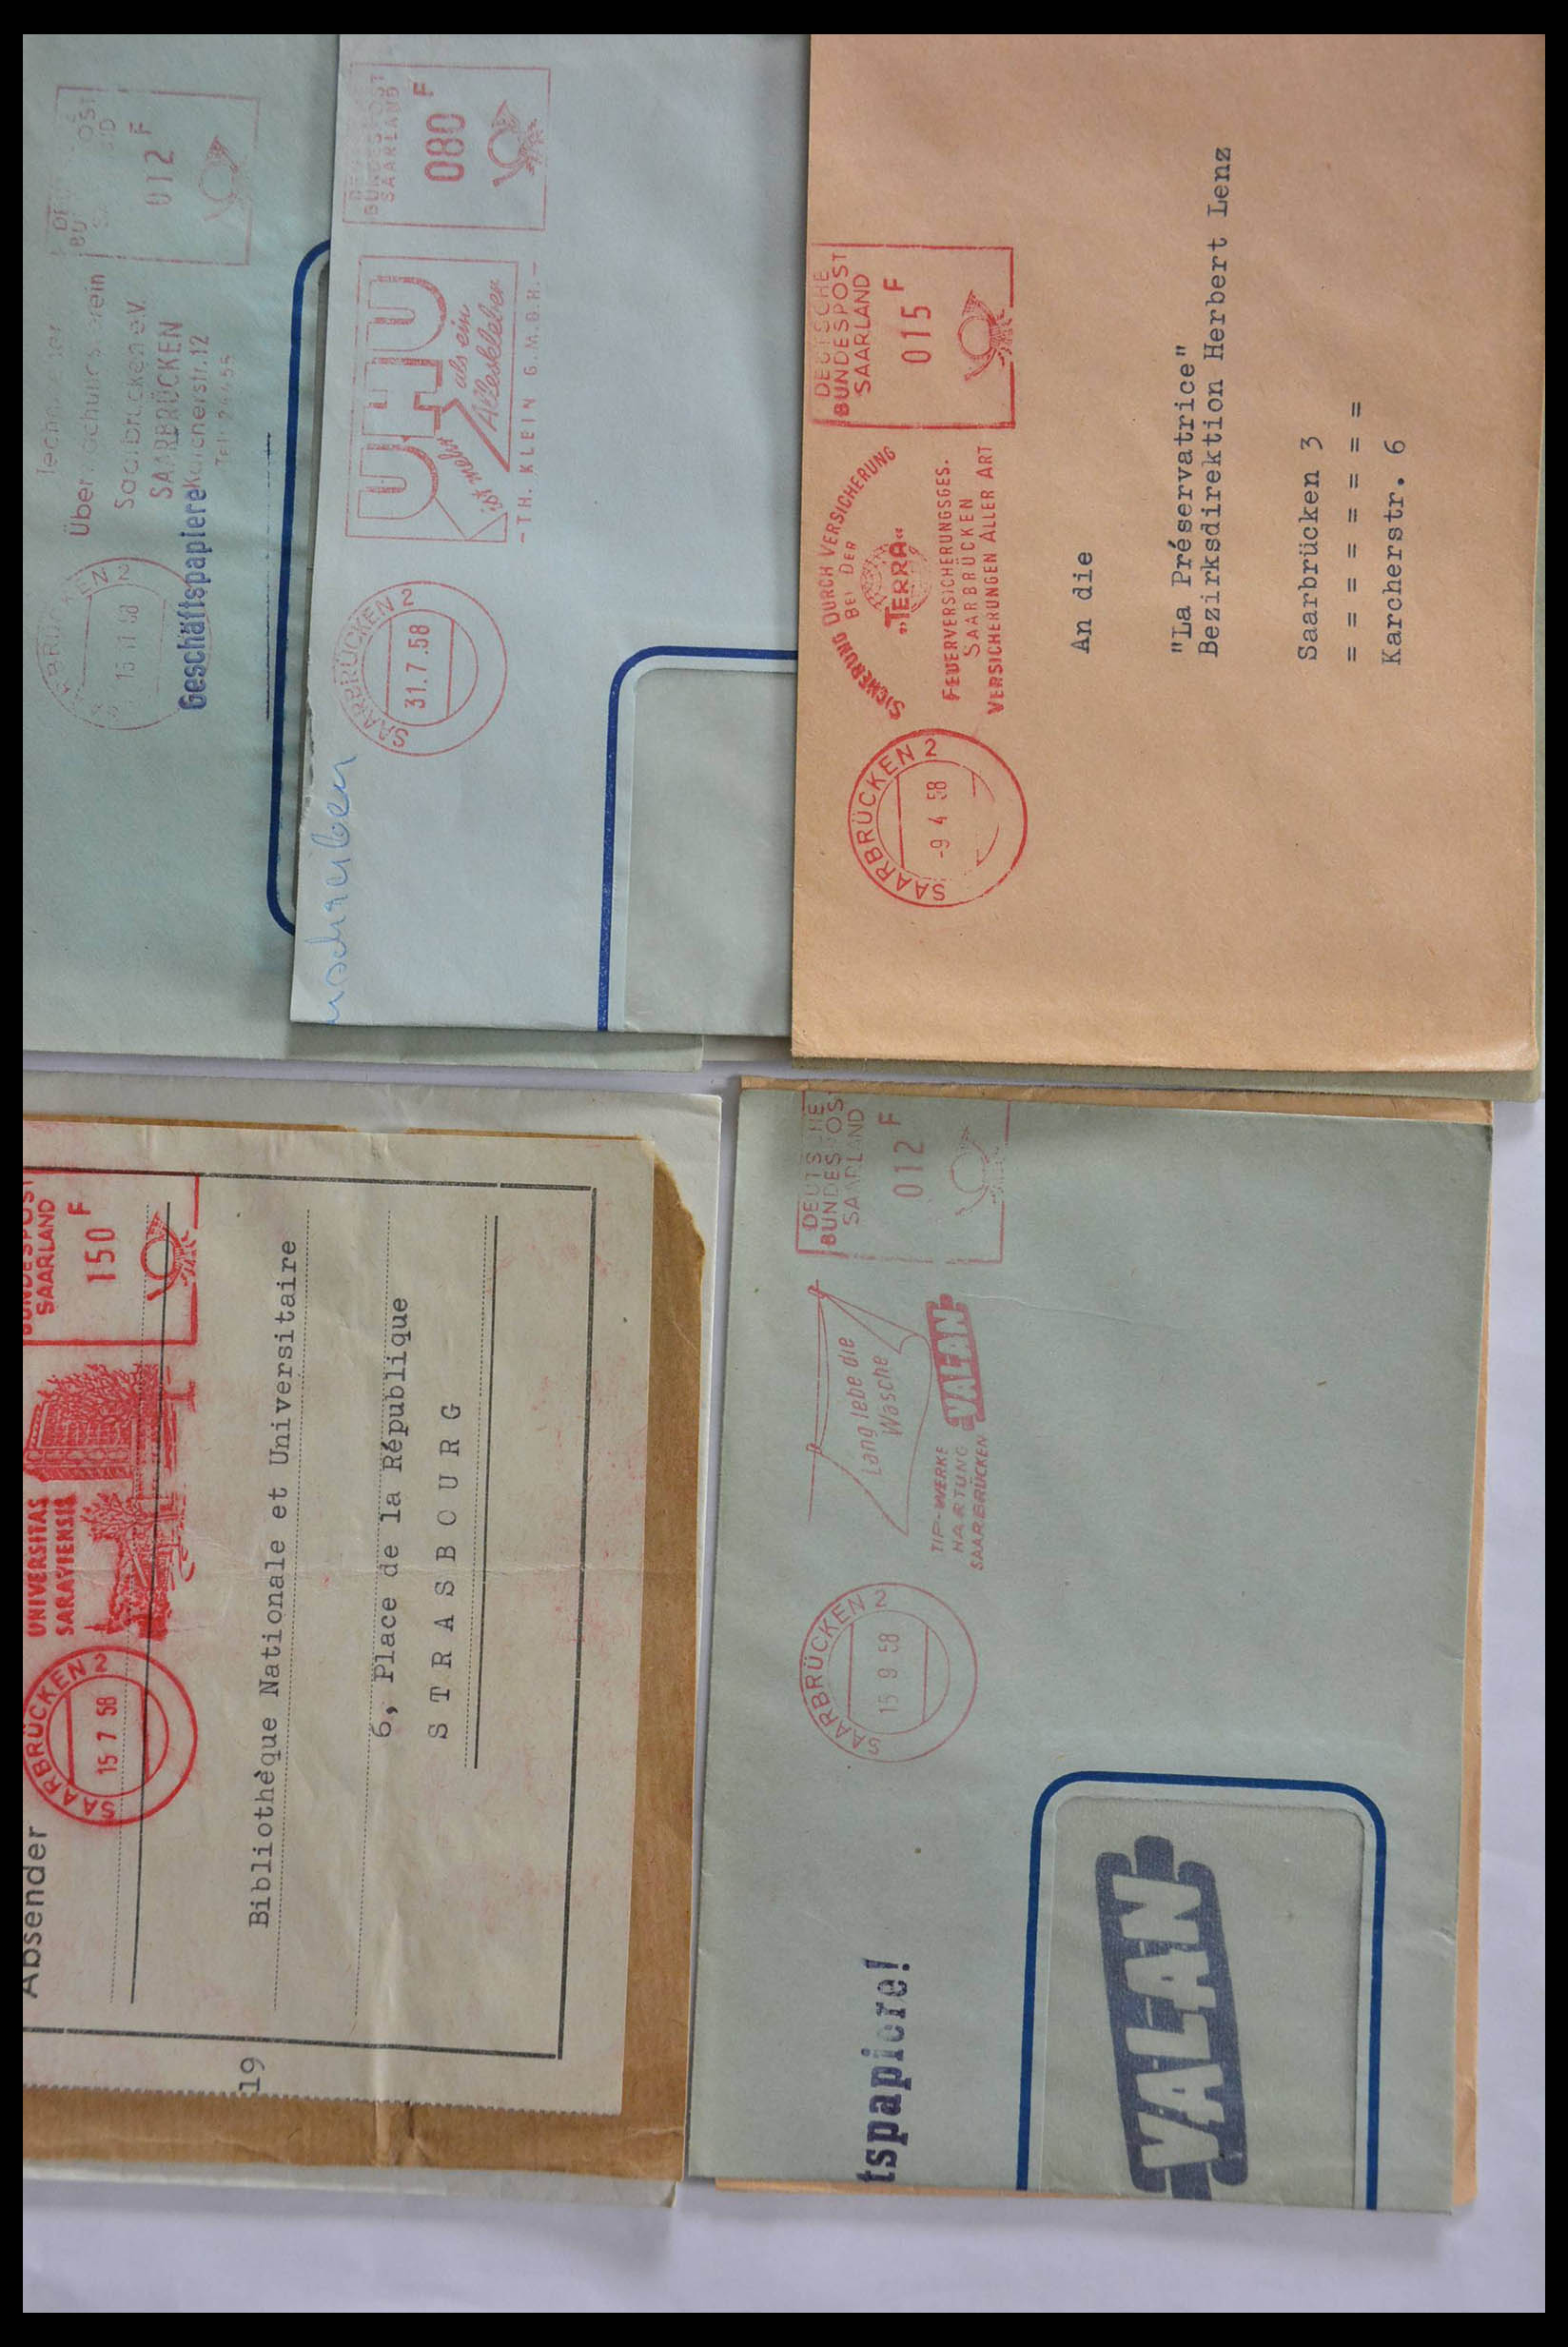 Technischer
Überwachungsverein
Saarbrücken e.V.
SAARBRÜCKEN
Karcherstr.12
Tel: 24455
012 F
SAARBRÜCKEN 2
Geschäftspapiere
BUNDESPOST
SAARLAND
080 F
UHU
ist mehr
als ein
Alleskleber
-TH. KLEIN G.M.B.H.-
SAARBRÜCKEN 2
31.7.58
nschreiben
DEUTSCHE
BUNDESPOST
SAARLAND
015 F
SICHERUNG DURCH VERSICHERUNG
BEI DER
„TERRA“
FEUERVERSICHERUNGSGES.
SAARBRÜCKEN
VERSICHERUNGEN ALLER ART
SAARBRÜCKEN 2
-9 4 58
An die
"La Préservatrice"
Bezirksdirektion Herbert Lenz
Saarbrücken 3
= = = = = = = =
Karcherstr. 6
BUNDESPOST
SAARLAND
150 F
UNIVERSITAS
SARAVIENSIS
SAARBRÜCKEN 2
15 7 58
Absender
Bibliothèque Nationale et Universitaire
6, Place de la République
S T R A S B O U R G
19
DEUTSCHE
BUNDESPOS
SAARLAND
012 F
Lang lebe die
Wäsche
TIP-WERKE
HARTUNG
SAARBRÜCKEN
VALAN
SAARBRÜCKEN 2
15 9 58
tspapiere!
VALAN